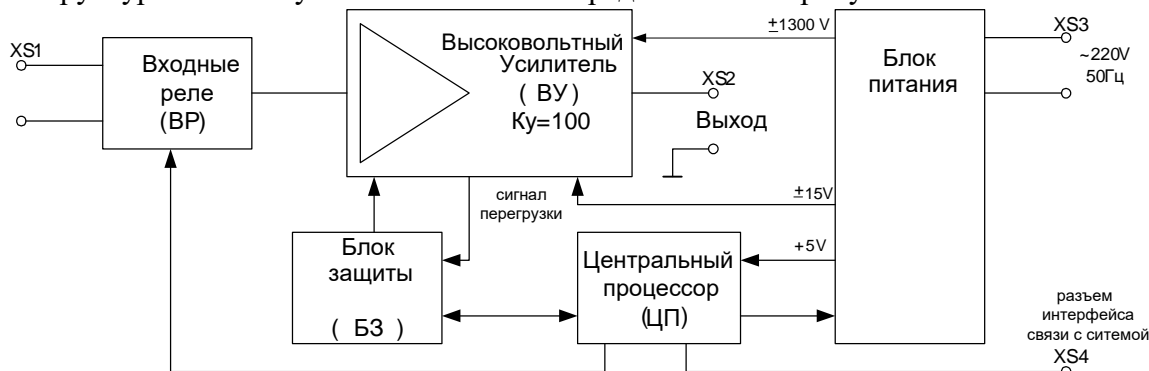 XS1
Входные
реле
(ВР)
Высоковольтный
Усилитель
( ВУ )
Ку=100
±1300 V
XS2
Выход
Блок
питания
XS3
~220V
50Гц
сигнал
перегрузки
±15V
+5V
Блок
защиты
( БЗ )
Центральный
процессор
(ЦП)
разъем
интерфейса
связи с ситемой
XS4